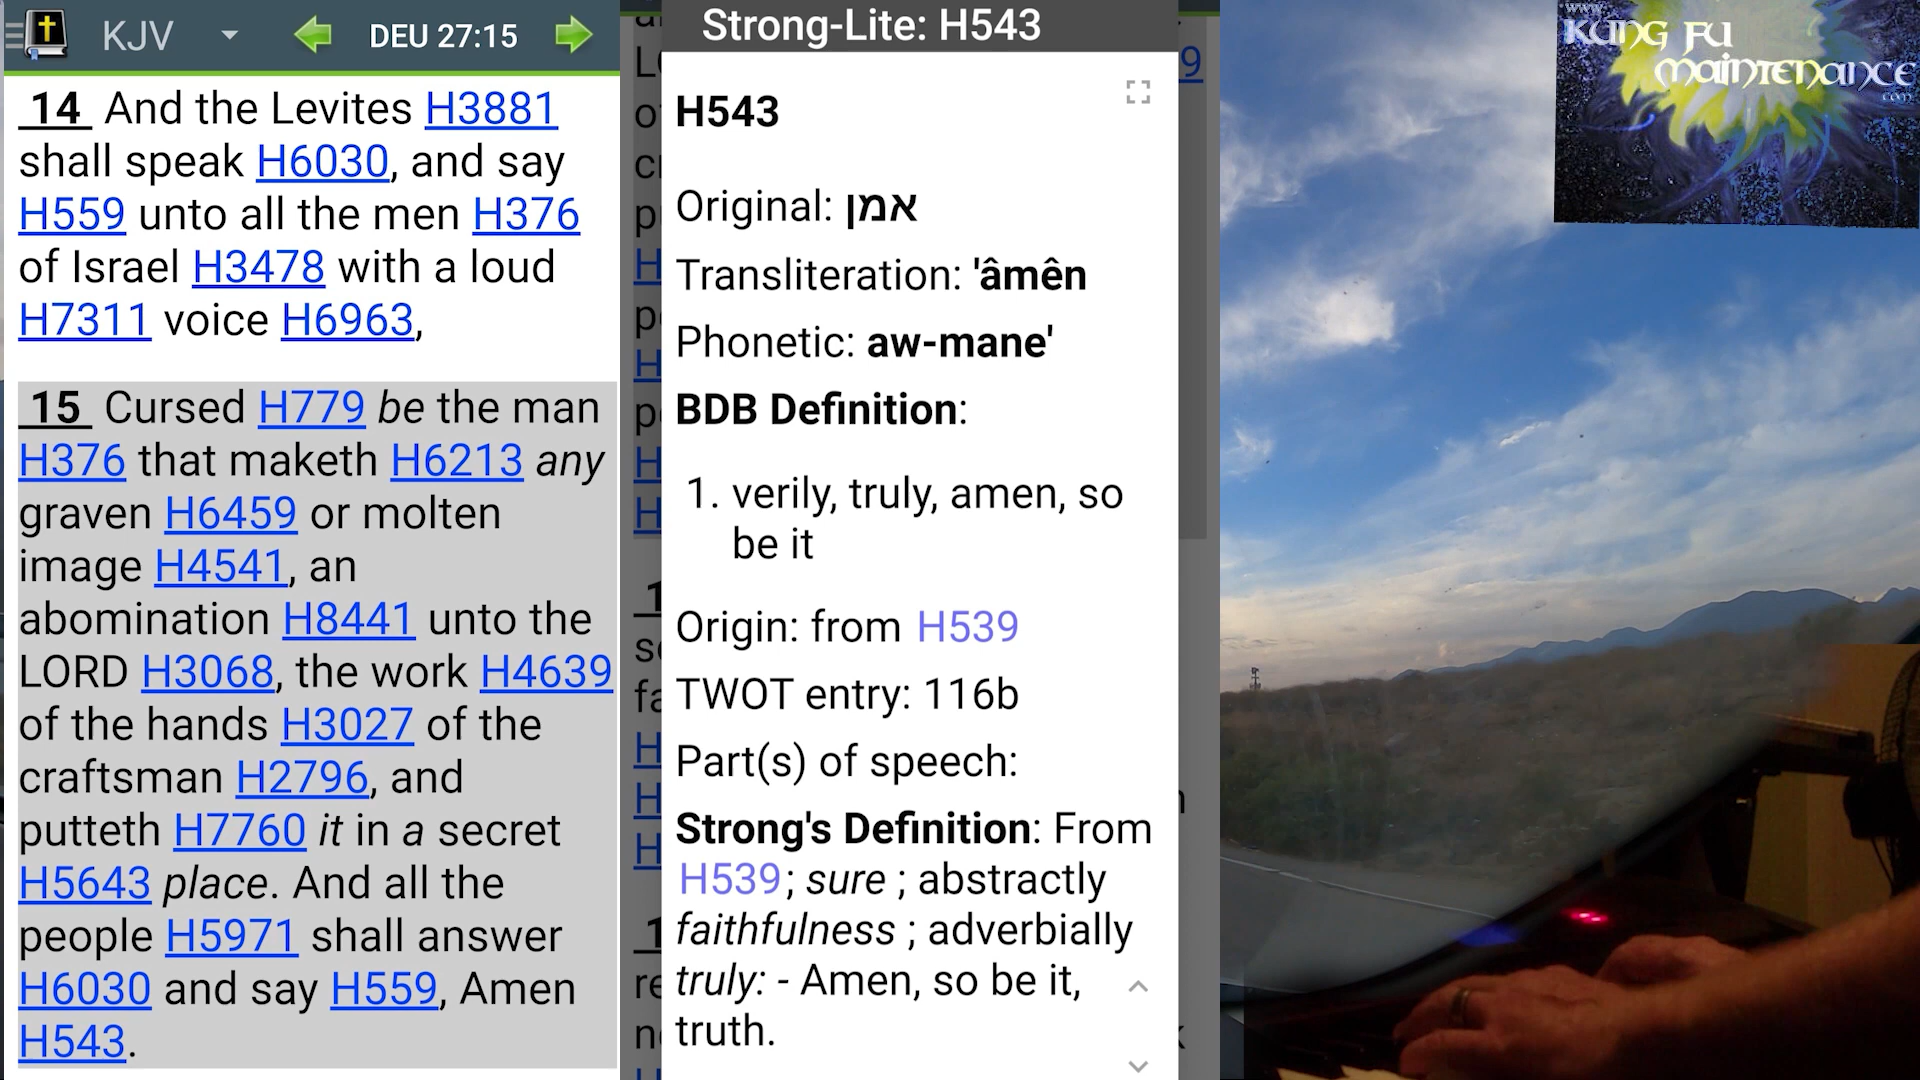 KJV
DEU 27:15
14 And the Levites H3881
shall speak H6030, and say
H559 unto all the men H376
of Israel H3478 with a loud
H7311 voice H6963,
15 Cursed H779 be the man
H376 that maketh H6213 any
graven H6459 or molten
image H4541, an
abomination H8441 unto the
LORD H3068, the work H4639
of the hands H3027 of the
craftsman H2796, and
putteth H7760 it in a secret
H5643 place. And all the
people H5971 shall answer
H6030 and say H559, Amen
H543.
Strong-Lite: H543
H543
Original: אמן
Transliteration: 'âmên
Phonetic: aw-mane'
BDB Definition:
1. verily, truly, amen, so
be it
Origin: from H539
TWOT entry: 116b
Part(s) of speech:
Strong's Definition: From
H539; sure ; abstractly
faithfulness ; adverbially
truly: - Amen, so be it,
truth.
www.
Kung Fu
Maintenance
.com